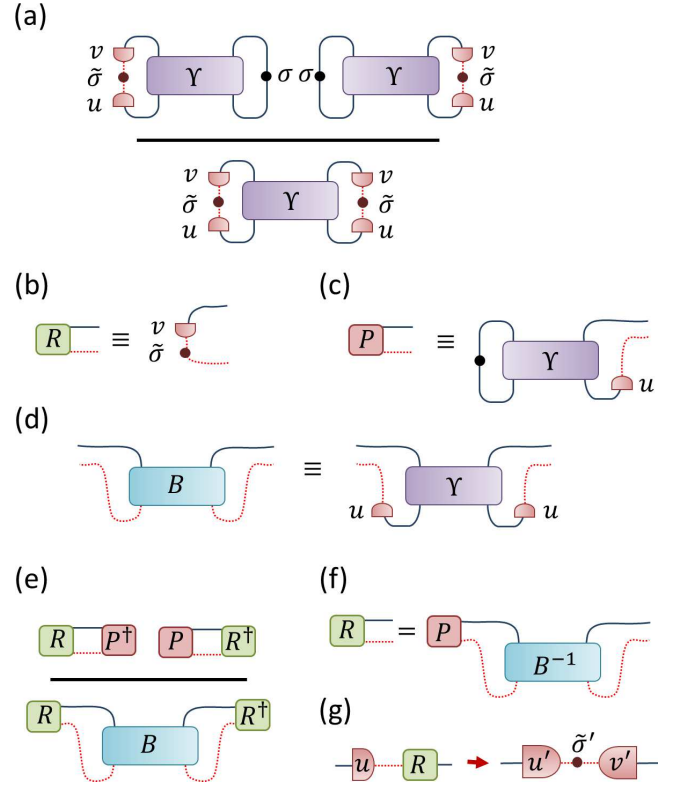 (a)
v Υ σ σ Υ v
σ̃ σ̃
u u
v Υ v
σ̃ σ̃
u u
(b) (c)
R ≡ v P ≡ Υ
σ̃ u
(d)
B ≡ Υ
u u
(e) (f)
R P† P R† R = P B⁻¹
R B R†
(g)
u R u′ σ̃′ v′